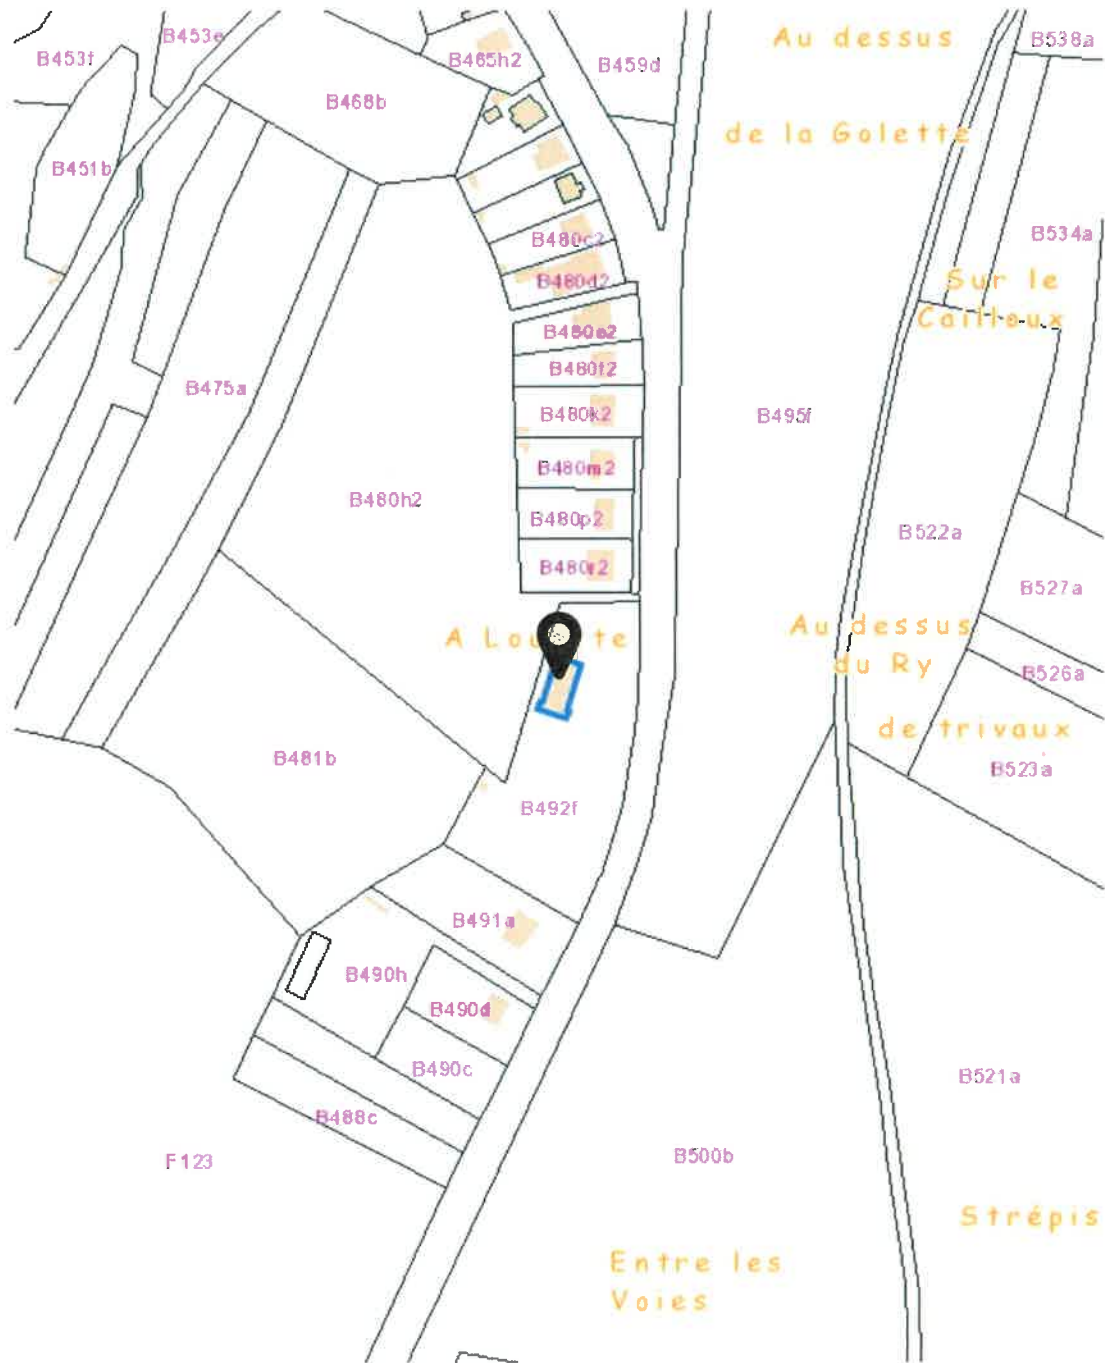 B453e
Au dessus
B538a
B453f
B465h2
B459d
B468b
de la Golette
B451b
B480c2
B534a
B480d2
Sur le
Cailloux
B480e2
B480f2
B475a
B480k2
B495f
B480m2
B480h2
B480p2
B522a
B480r2
B527a
Au dessus
du Ry
B526a
de trivaux
B481b
B523a
B492f
B491a
B490h
B490d
B490c
B521a
B488c
B500b
F123
Strépis
Entre les
Voies